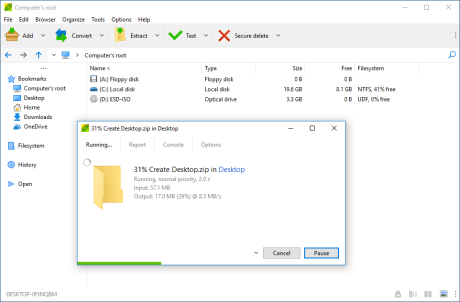 Computer's root
File Edit Browser Organize Tools Options Help
Add Convert Extract Test Secure delete
Computer's root
Bookmarks
Computer's root
Desktop
Home
Downloads
OneDrive
Filesystem
History
Open
Name < Type Size Free Filesystem
(A:) Floppy disk Floppy disk 0 B 0 B
(C:) Local disk Local disk 19.6 GB 8.1 GB NTFS, 41% free
(D:) ESD-ISO Optical drive 3.3 GB 0 B UDF, 0% free
31% Create Desktop.zip in Desktop
Running... Report Console Options
31% Create Desktop.zip in Desktop
Running, normal priority, 2.0 s
Input: 57.1 MB
Output: 17.0 MB (29%) @ 8.3 MB/s
Cancel Pause
DESKTOP-IR5NQBM